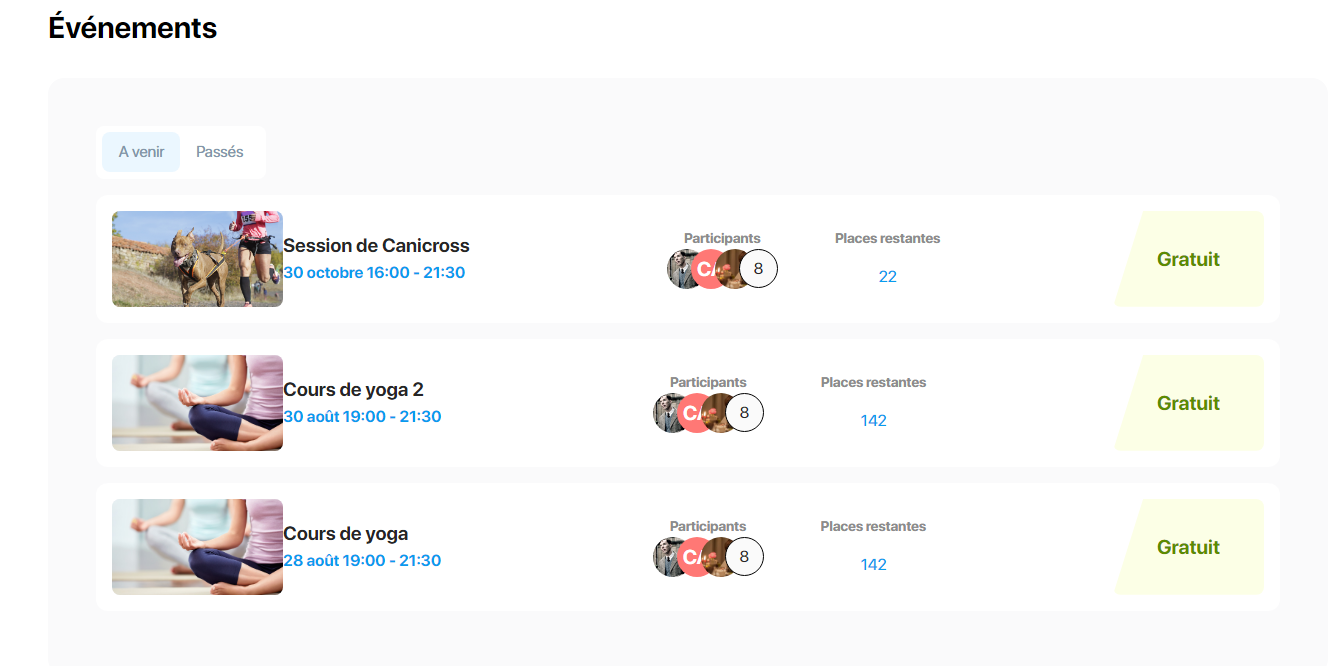 Événements
A venir Passés
Session de Canicross
30 octobre 16:00 - 21:30
Participants
CA
8
Places restantes
22
Gratuit
Cours de yoga 2
30 août 19:00 - 21:30
Participants
CA
8
Places restantes
142
Gratuit
Cours de yoga
28 août 19:00 - 21:30
Participants
CA
8
Places restantes
142
Gratuit